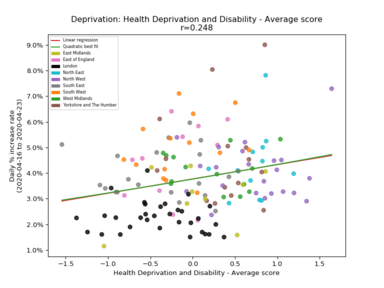 Deprivation: Health Deprivation and Disability - Average score
r=0.248
Daily % increase rate
(2020-04-16 to 2020-04-23)
9.0%
8.0%
7.0%
6.0%
5.0%
4.0%
3.0%
2.0%
1.0%
Linear regression
Quadratic best fit
East Midlands
East of England
London
North East
North West
South East
South West
West Midlands
Yorkshire and The Humber
−1.5 −1.0 −0.5 0.0 0.5 1.0 1.5
Health Deprivation and Disability - Average score